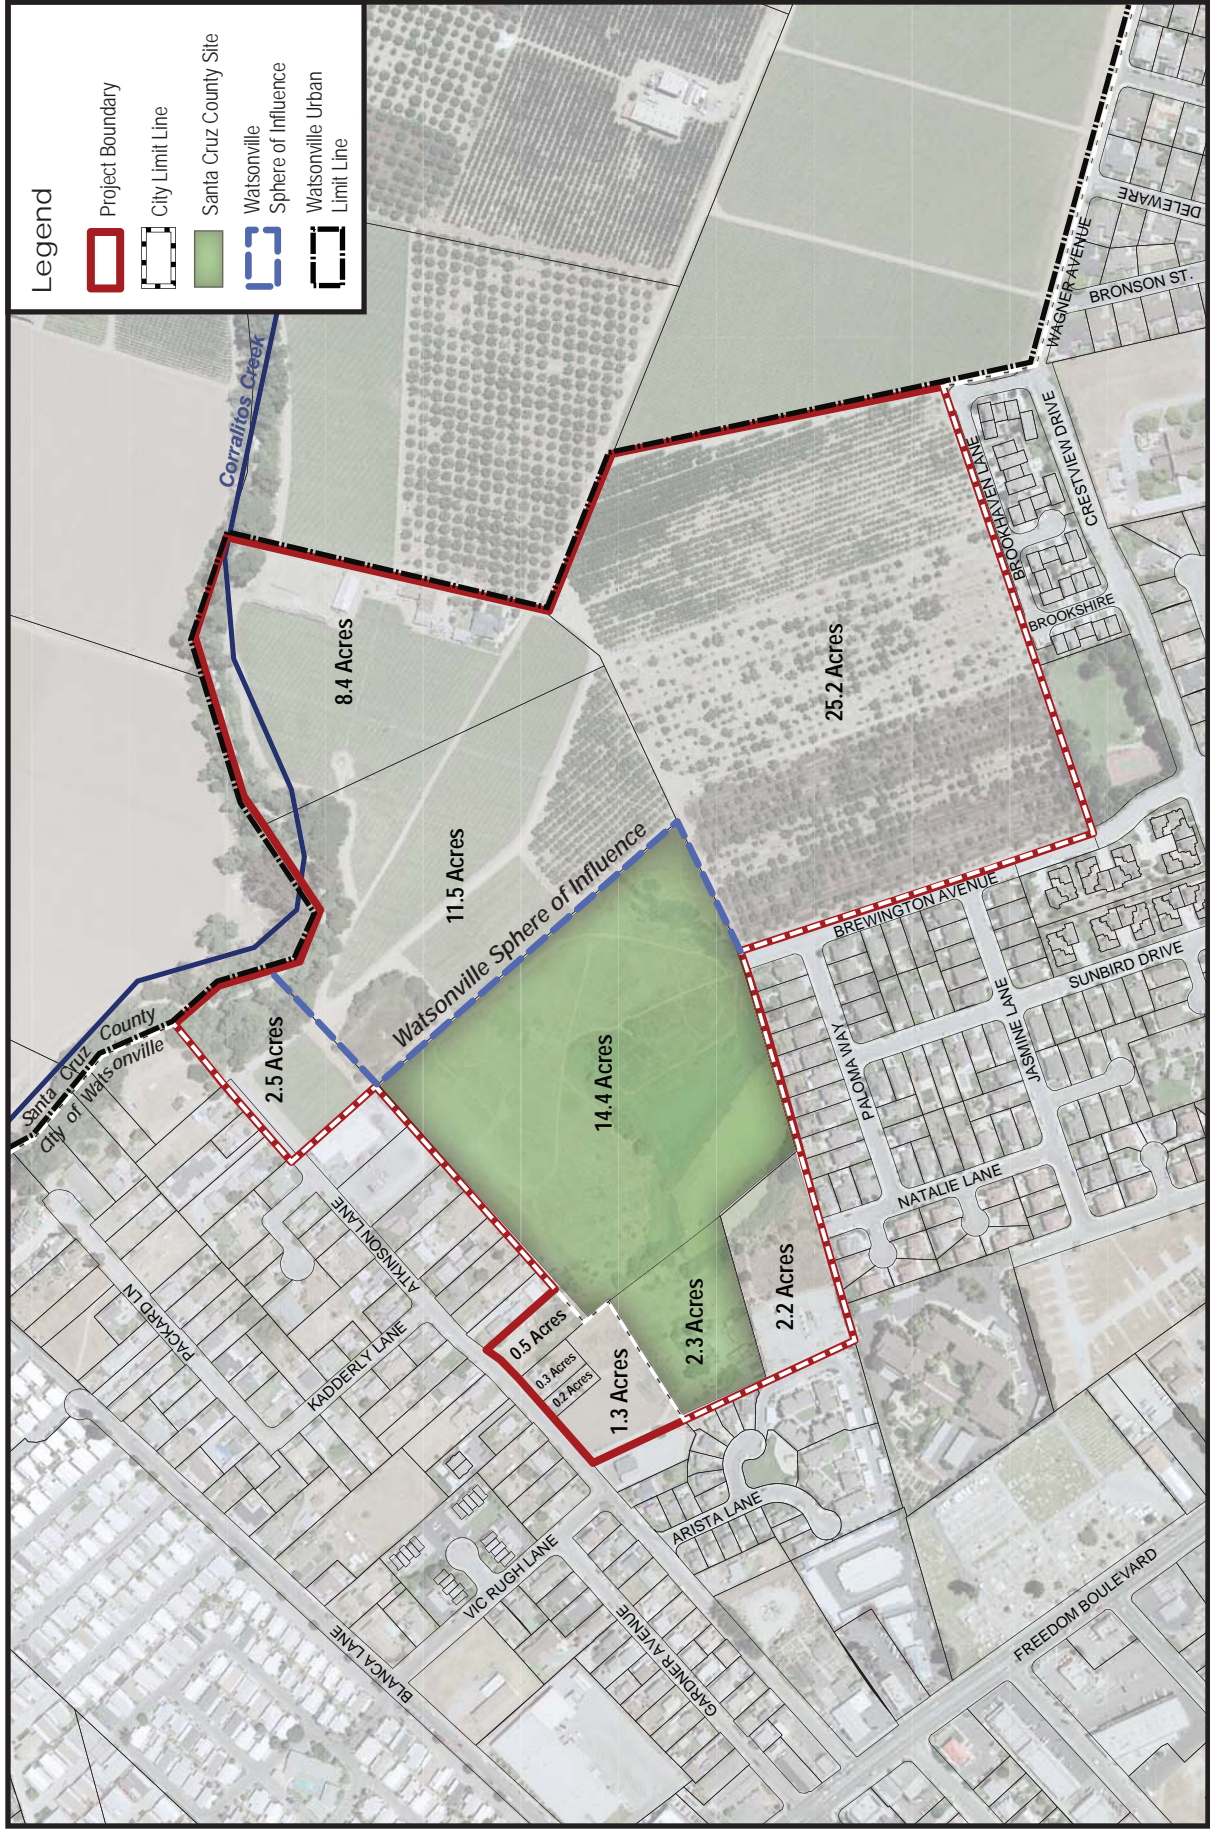 Legend
Project Boundary
City Limit Line
Santa Cruz County Site
Watsonville
Sphere of Influence
Watsonville Urban
Limit Line
Corralitos Creek
Santa Cruz County
City of Watsonville
8.4 Acres
11.5 Acres
2.5 Acres
Watsonville Sphere of Influence
25.2 Acres
14.4 Acres
2.3 Acres
2.2 Acres
0.5 Acres
0.3 Acres
0.2 Acres
1.3 Acres
PACKARD LN
KADDERLY LANE
ATKINSON LANE
BLANCA LANE
VIC RUGH LANE
GARDNER AVENUE
ARISTA LANE
FREEDOM BOULEVARD
NATALIE LANE
PALOMA WAY
JASMINE LANE
SUNBIRD DRIVE
BREWINGTON AVENUE
BROOKSHIRE
BROOKHAVEN LANE
CRESTVIEW DRIVE
WAGNER AVENUE
BRONSON ST.
DELEWARE